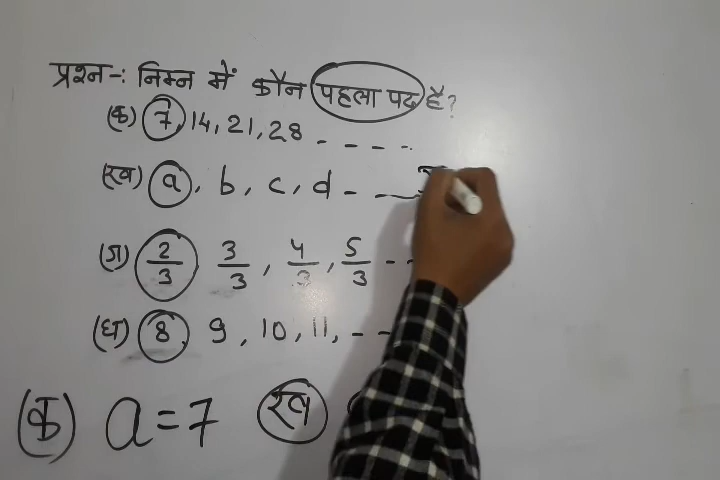 प्रश्न-: निम्न में कौन पहला पद है?
(क) 7, 14, 21, 28 - - - -
(ख) a, b, c, d - - -
(ग) 2/3 3/3, 4/3, 5/3 - -
(घ) 8, 9, 10, 11, - -
(क) a = 7 ख